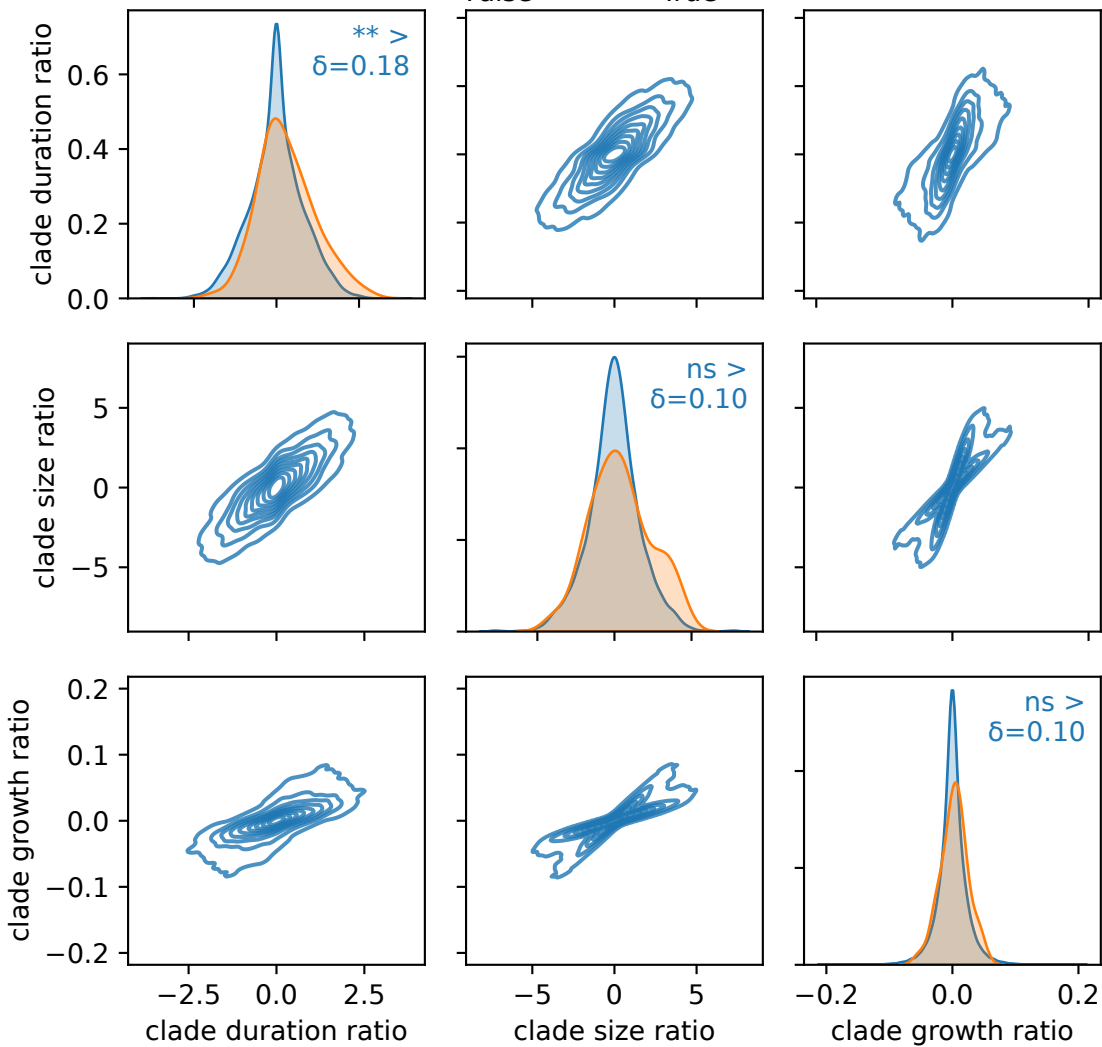 ** >
δ=0.18
clade duration ratio
0.6
0.4
0.2
0.0
ns >
δ=0.10
clade size ratio
5
0
−5
ns >
δ=0.10
clade growth ratio
0.2
0.1
0.0
−0.1
−0.2
−2.5 0.0 2.5
clade duration ratio
−5 0 5
clade size ratio
−0.2 0.0 0.2
clade growth ratio